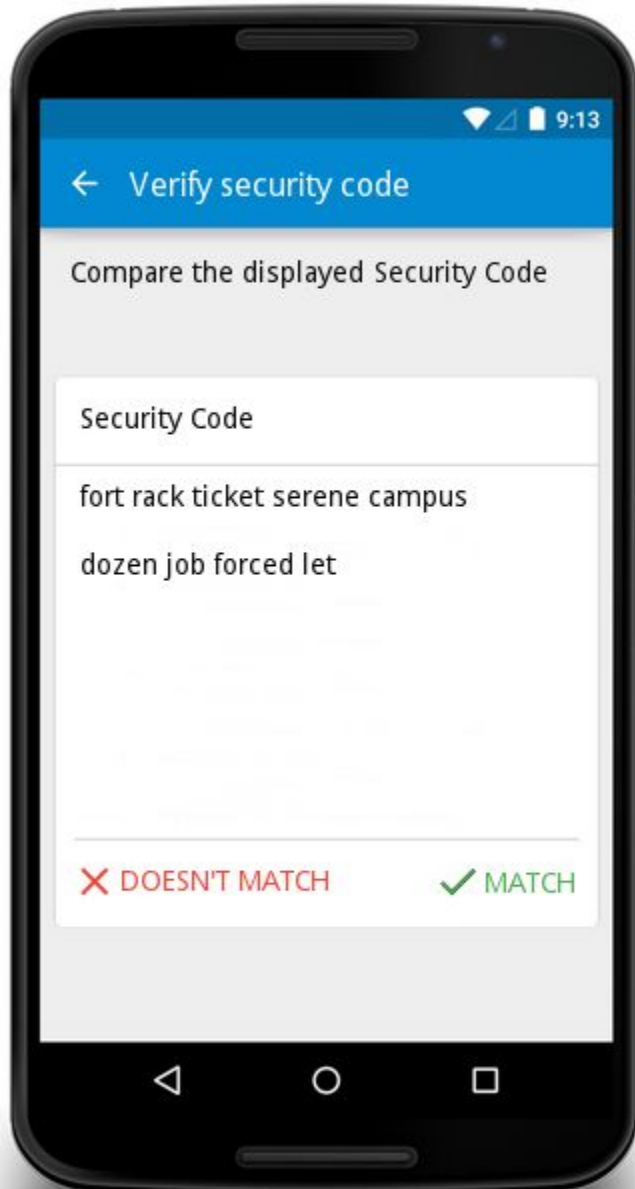 9:13
Verify security code
Compare the displayed Security Code
Security Code
fort rack ticket serene campus
dozen job forced let
DOESN'T MATCH
MATCH